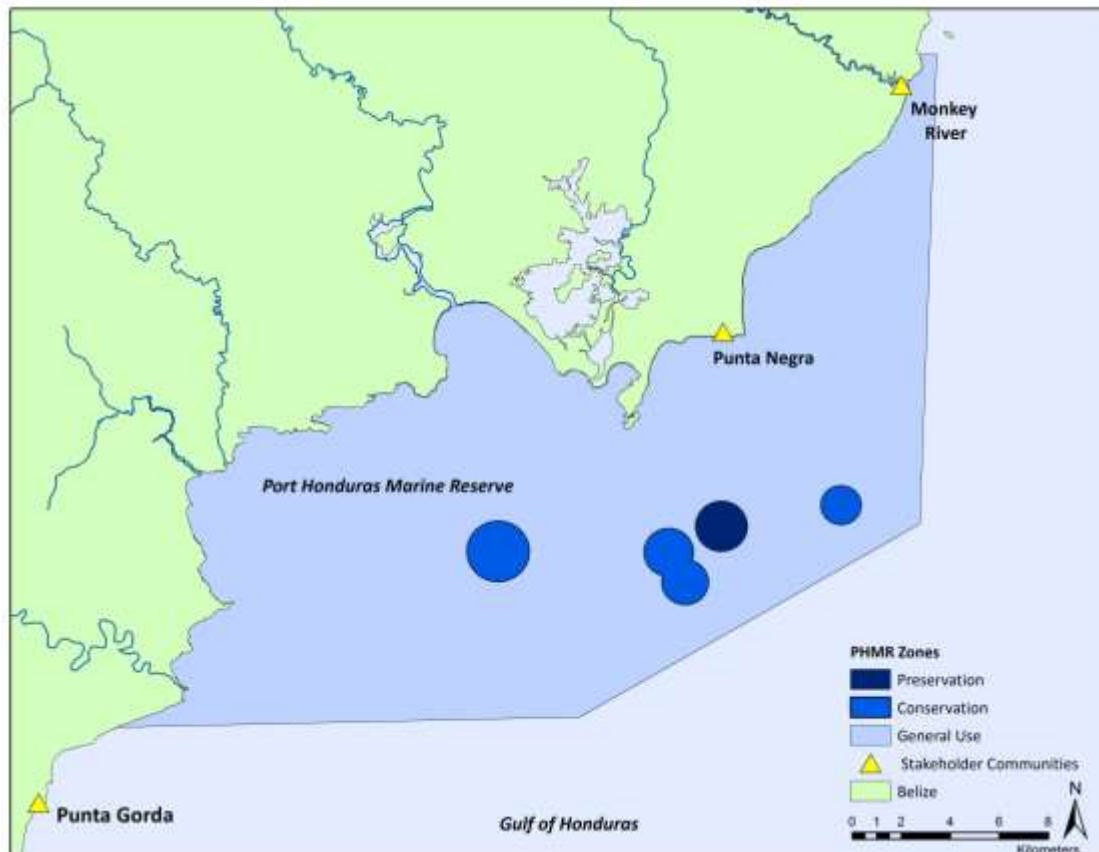 Monkey
River
Punta Negra
Port Honduras Marine Reserve
PHMR Zones
Preservation
Conservation
General Use
Stakeholder Communities
Belize
N
0 1 2 4 6 8
Kilometers
Punta Gorda
Gulf of Honduras